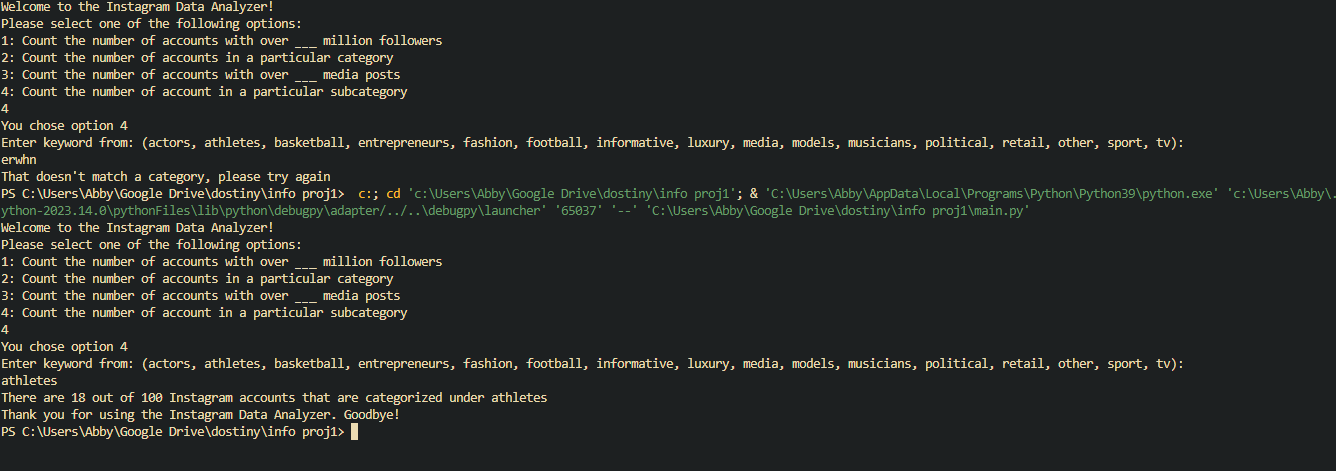 Welcome to the Instagram Data Analyzer!
Please select one of the following options:
1: Count the number of accounts with over ___ million followers
2: Count the number of accounts in a particular category
3: Count the number of accounts with over ___ media posts
4: Count the number of account in a particular subcategory
4
You chose option 4
Enter keyword from: (actors, athletes, basketball, entrepreneurs, fashion, football, informative, luxury, media, models, musicians, political, retail, other, sport, tv):
erwhn
That doesn't match a category, please try again
PS C:\Users\Abby\Google Drive\dostiny\info proj1>  c:; cd 'c:\Users\Abby\Google Drive\dostiny\info proj1'; & 'C:\Users\Abby\AppData\Local\Programs\Python\Python39\python.exe' 'c:\Users\Abby\.
ython-2023.14.0\pythonFiles\lib\python\debugpy\adapter/../..\debugpy\launcher' '65037' '--' 'C:\Users\Abby\Google Drive\dostiny\info proj1\main.py'
Welcome to the Instagram Data Analyzer!
Please select one of the following options:
1: Count the number of accounts with over ___ million followers
2: Count the number of accounts in a particular category
3: Count the number of accounts with over ___ media posts
4: Count the number of account in a particular subcategory
4
You chose option 4
Enter keyword from: (actors, athletes, basketball, entrepreneurs, fashion, football, informative, luxury, media, models, musicians, political, retail, other, sport, tv):
athletes
There are 18 out of 100 Instagram accounts that are categorized under athletes
Thank you for using the Instagram Data Analyzer. Goodbye!
PS C:\Users\Abby\Google Drive\dostiny\info proj1>